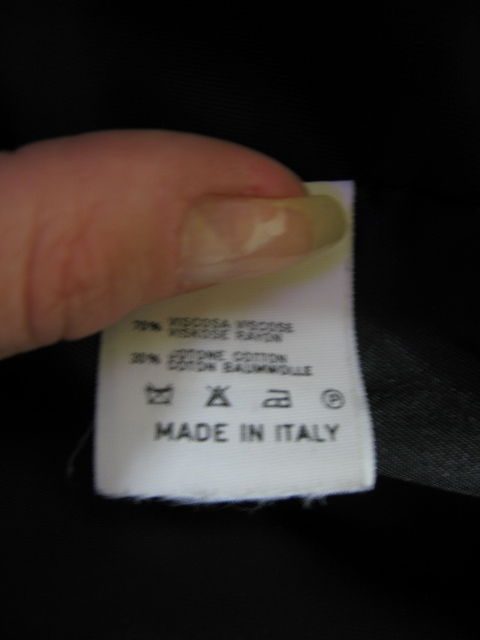 70% VISCOSA VISCOSE
VISKOSE RAYON
30% COTONE COTTON
COTON BAUMWOLLE
P
MADE IN ITALY